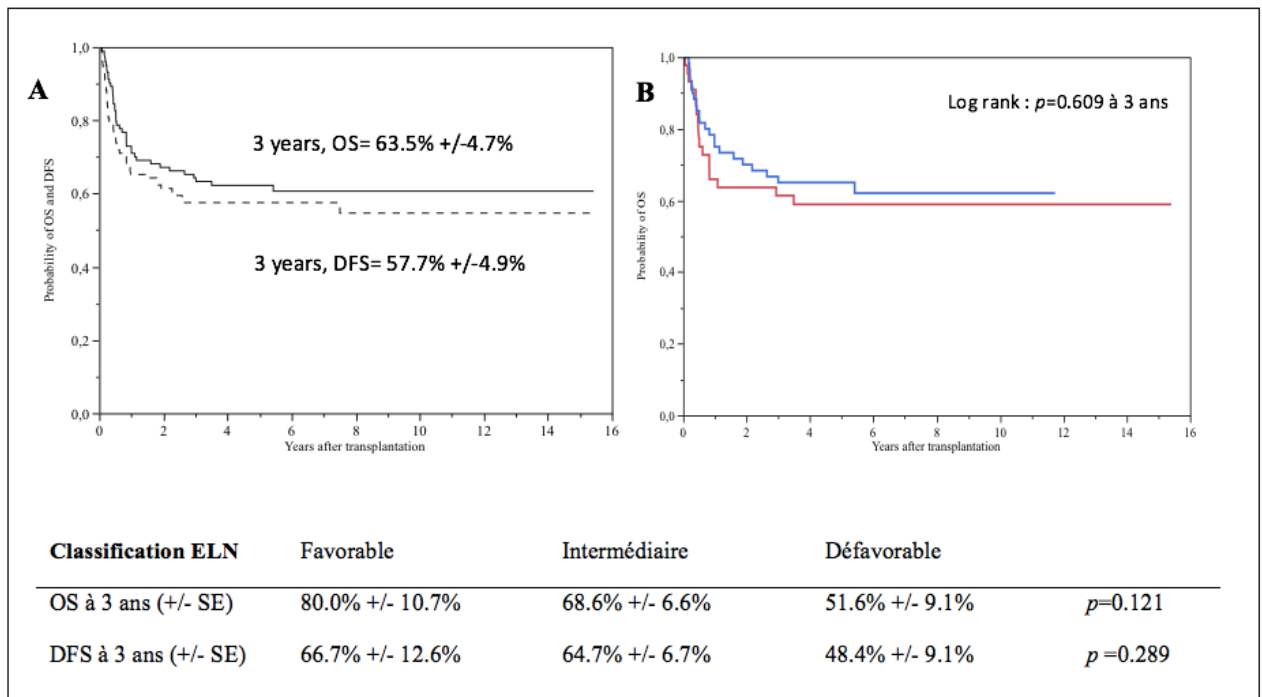 A
1,0
0,8
0,6
0,4
0,2
0,0
Probability of OS and DFS
3 years, OS= 63.5% +/-4.7%
3 years, DFS= 57.7% +/-4.9%
0 2 4 6 8 10 12 14 16
Years after transplantation
B
1,0
0,8
0,6
0,4
0,2
0,0
Probability of OS
Log rank : p=0.609 à 3 ans
0 2 4 6 8 10 12 14 16
Years after transplantation
Classification ELN Favorable Intermédiaire Défavorable
OS à 3 ans (+/- SE) 80.0% +/- 10.7% 68.6% +/- 6.6% 51.6% +/- 9.1% p=0.121
DFS à 3 ans (+/- SE) 66.7% +/- 12.6% 64.7% +/- 6.7% 48.4% +/- 9.1% p =0.289